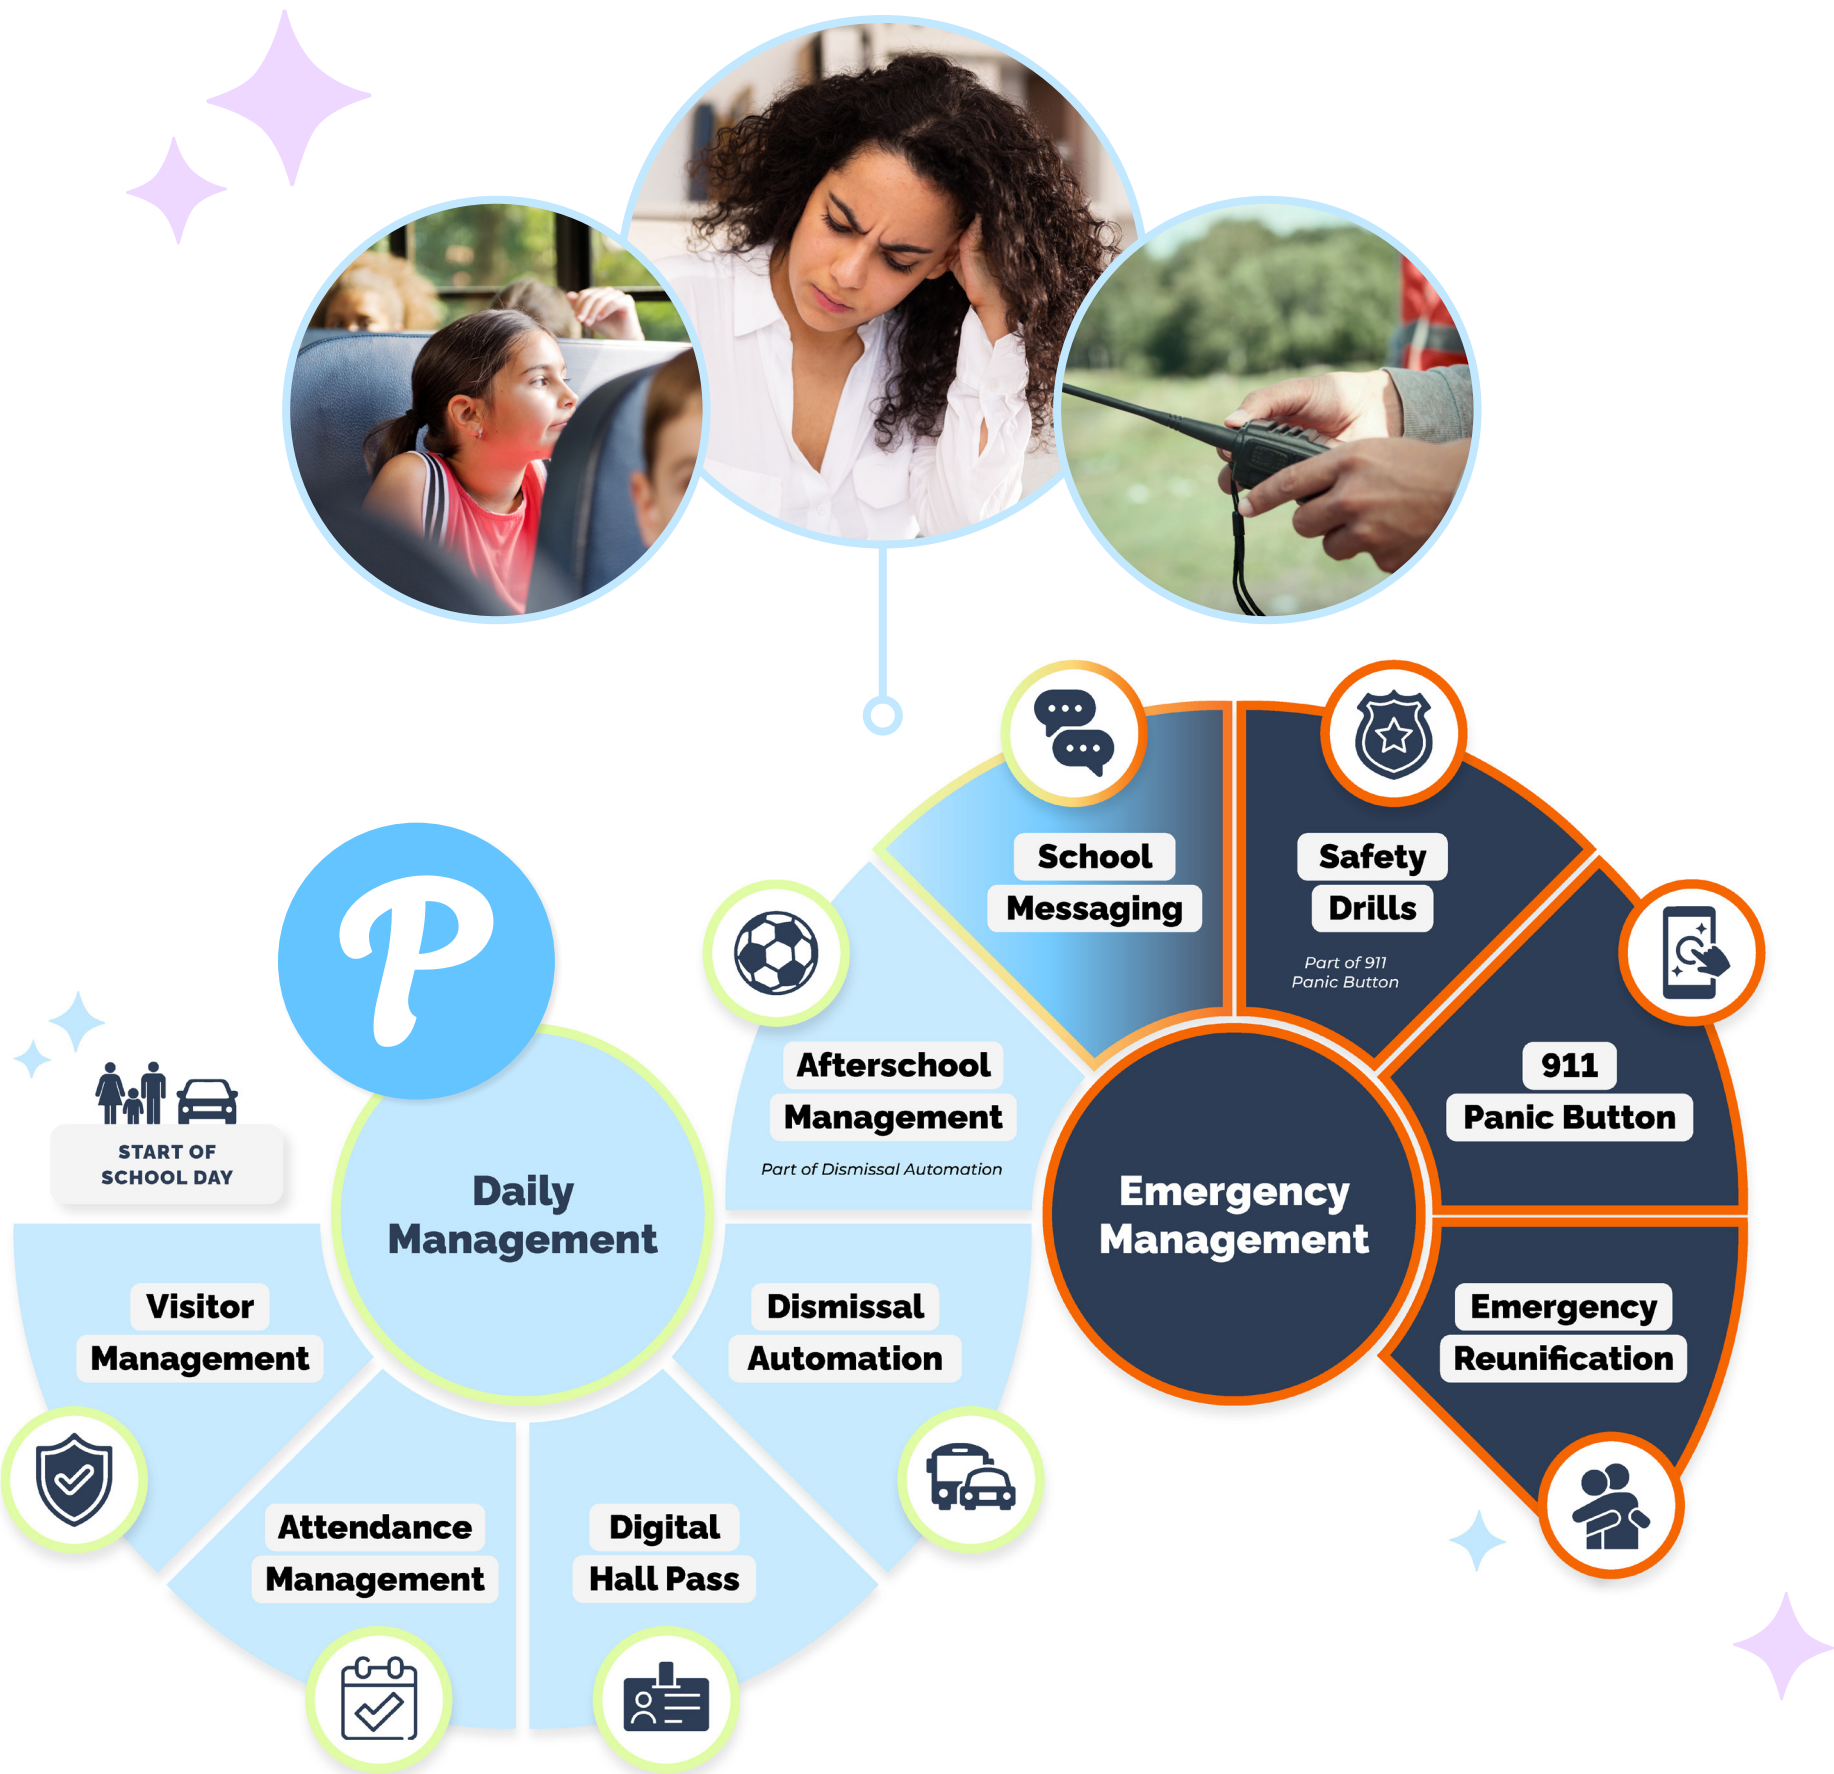 School
Messaging
Safety
Drills
Part of 911
Panic Button
Afterschool
Management
Part of Dismissal Automation
911
Panic Button
START OF
SCHOOL DAY
Daily
Management
Emergency
Management
Visitor
Management
Dismissal
Automation
Emergency
Reunification
Attendance
Management
Digital
Hall Pass
P